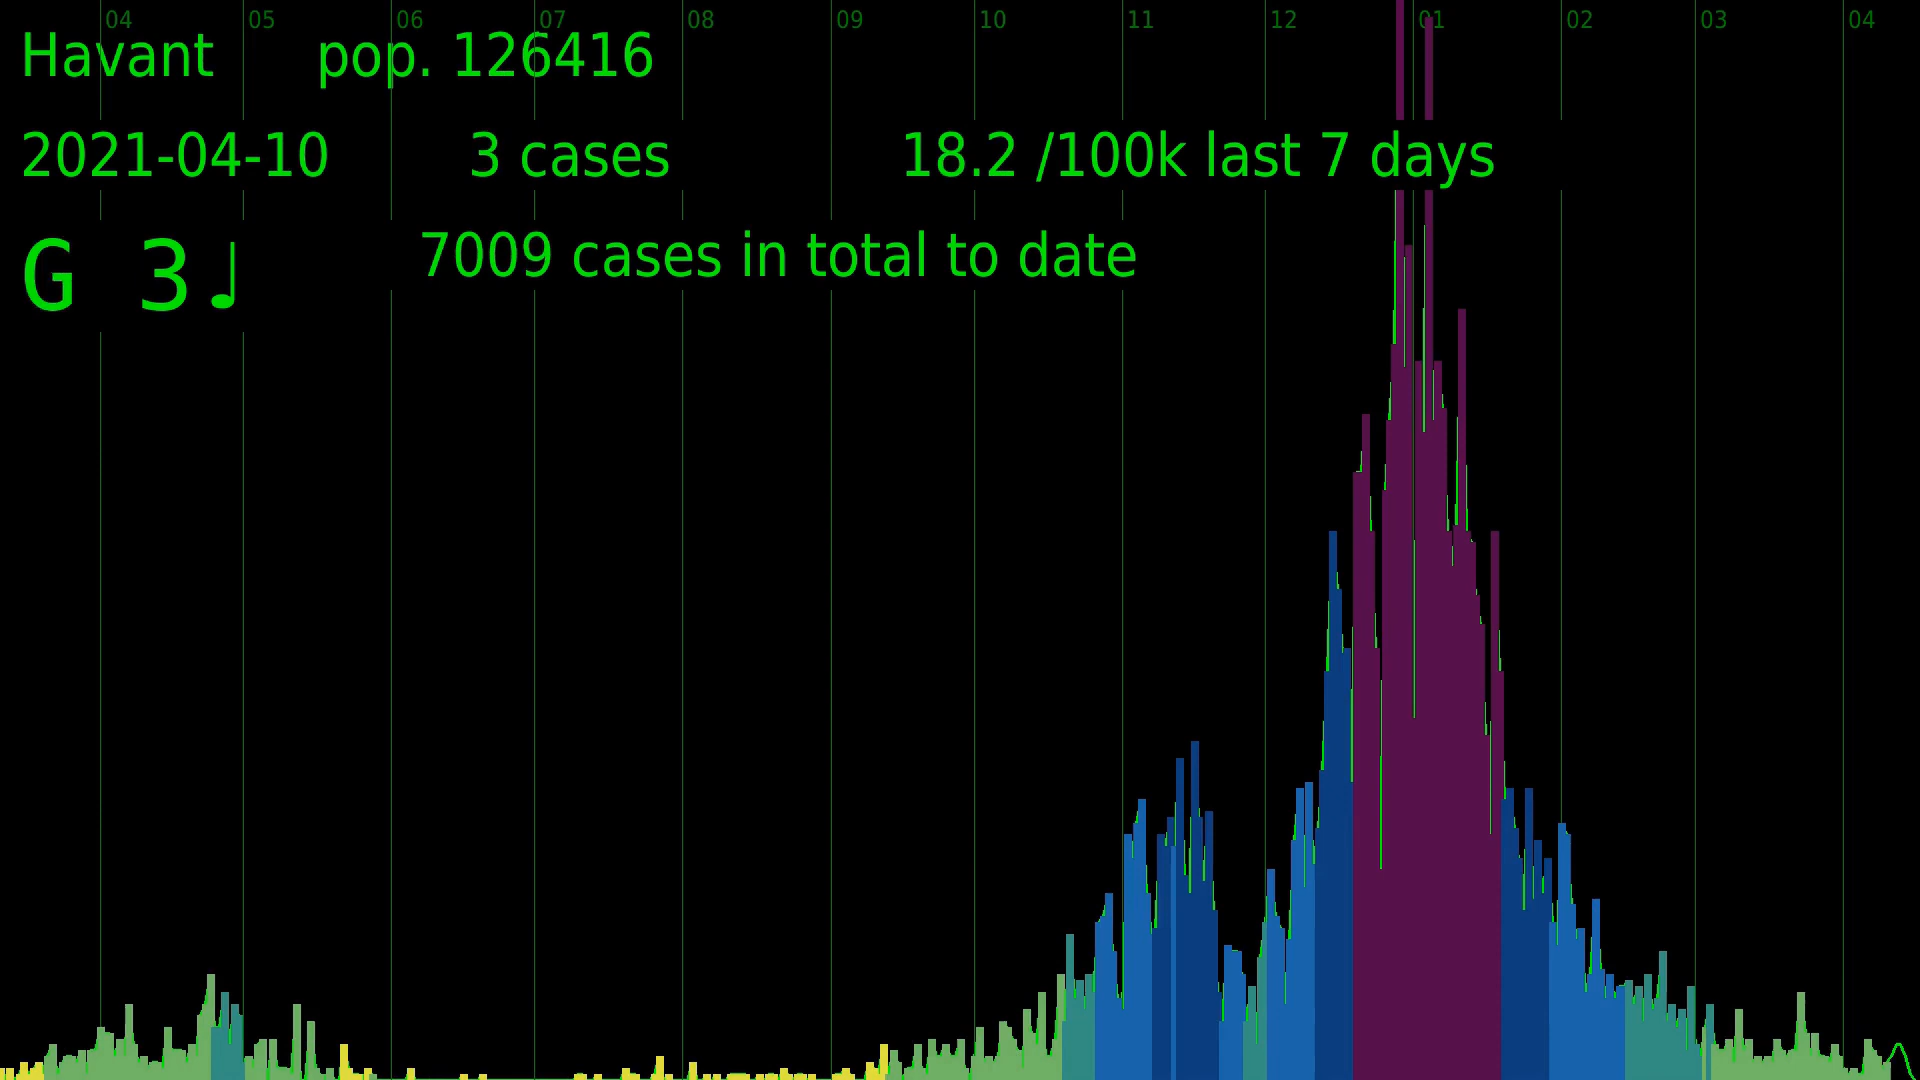 04 05 06 07 08 09 10 11 12 01 02 03 04
Havant pop. 126416
2021-04-10 3 cases 18.2 /100k last 7 days
G 3♩ 7009 cases in total to date